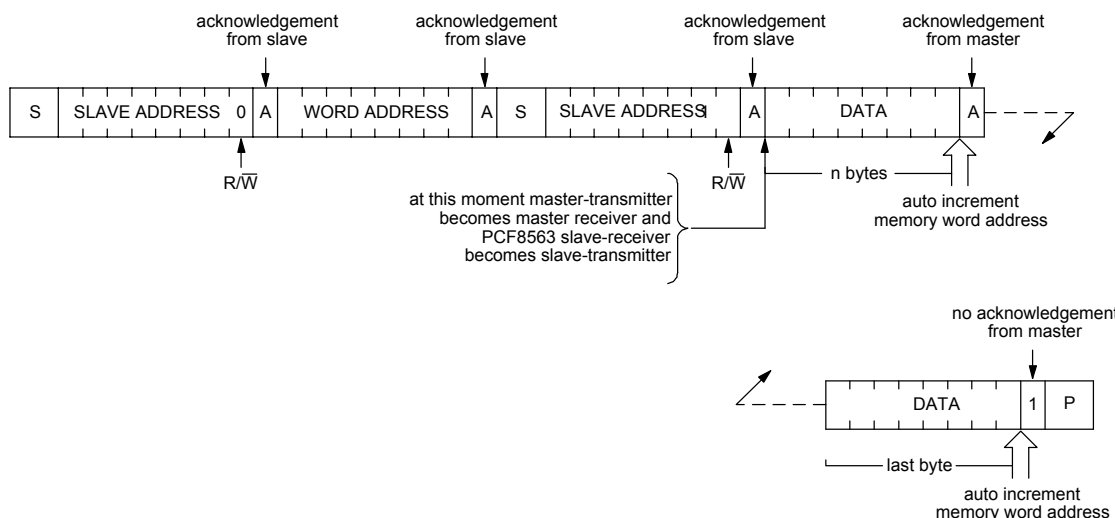 acknowledgement
from slave
acknowledgement
from slave
acknowledgement
from slave
acknowledgement
from master
S SLAVE ADDRESS 0 A WORD ADDRESS A S SLAVE ADDRESS 1 A DATA A
R/W̅
R/W̅
n bytes
auto increment
memory word address
at this moment master-transmitter
becomes master receiver and
PCF8563 slave-receiver
becomes slave-transmitter
no acknowledgement
from master
DATA 1 P
last byte
auto increment
memory word address